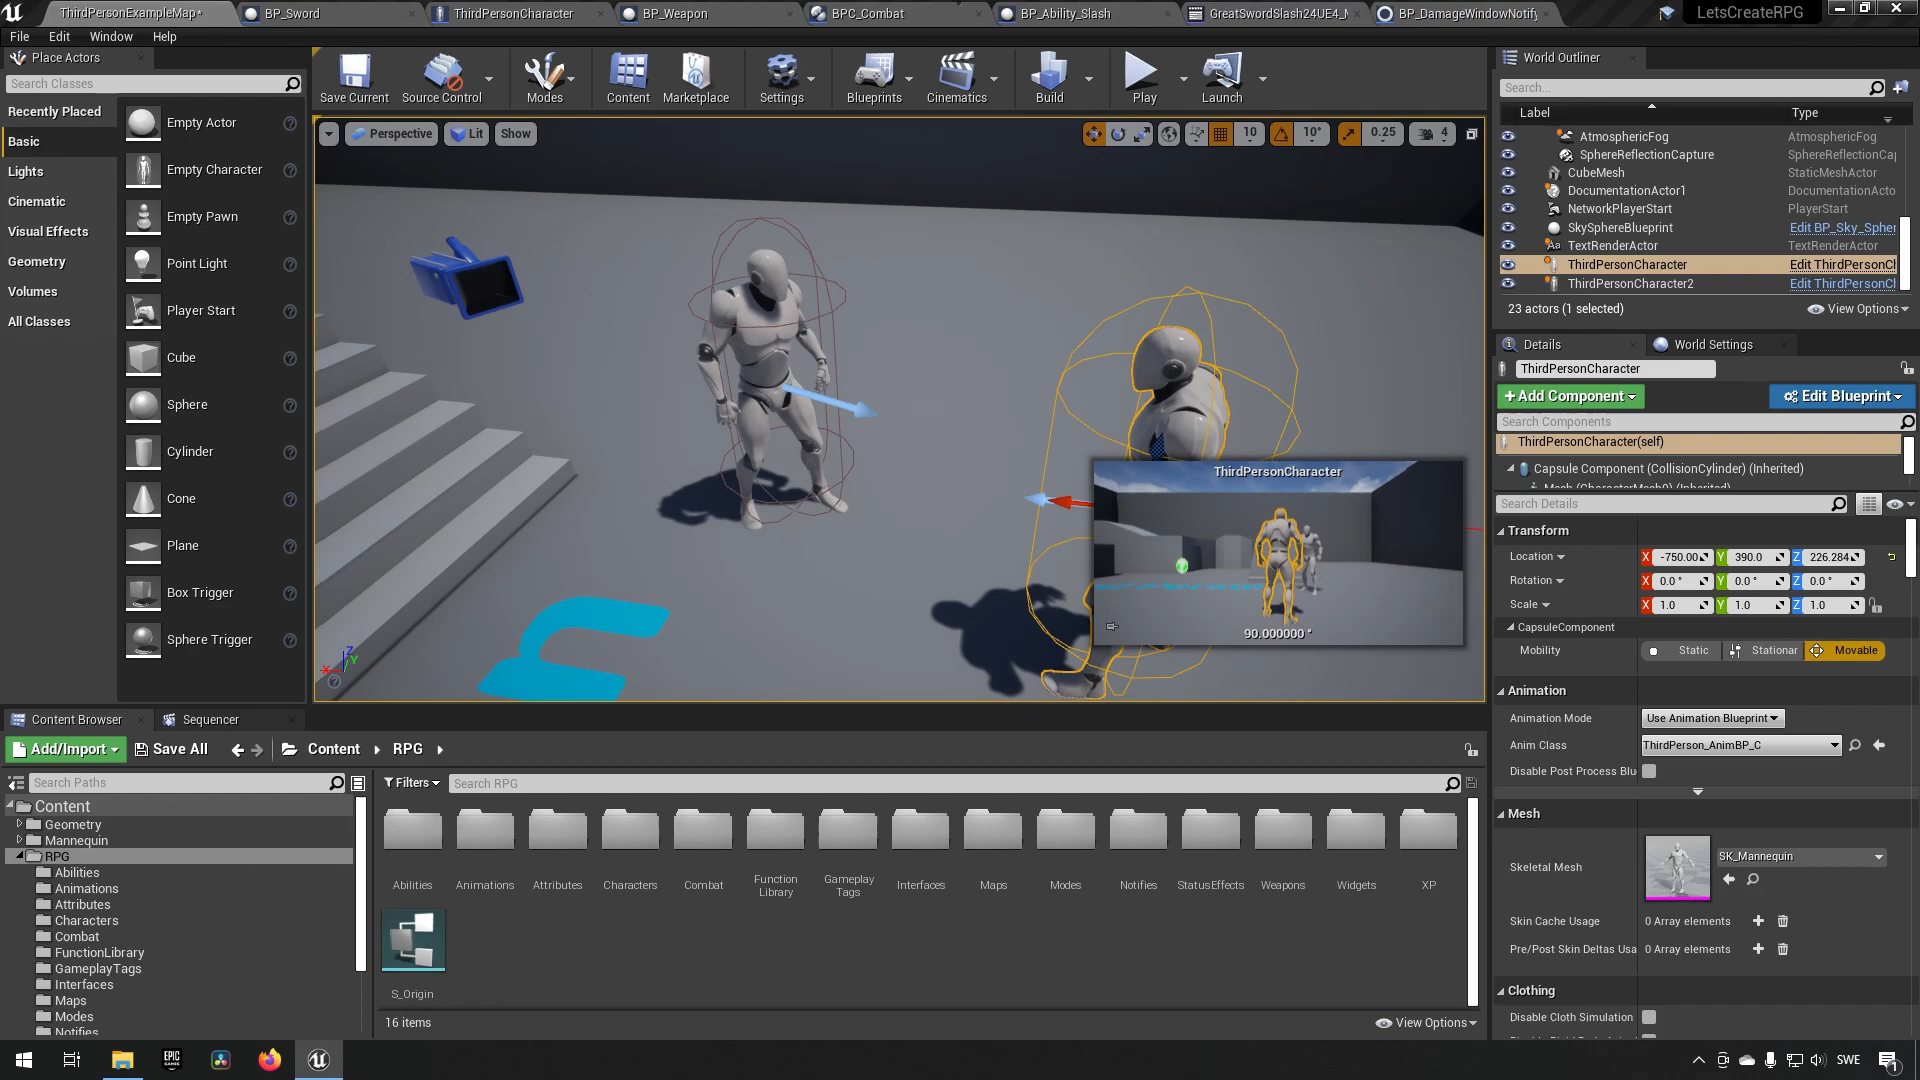 ThirdPersonExampleMap*
BP_Sword
ThirdPersonCharacter
BP_Weapon
BPC_Combat
BP_Ability_Slash
GreatSwordSlash24UE4_M
BP_DamageWindowNotify
LetsCreateRPG
File
Edit
Window
Help
Place Actors
Search Classes
Recently Placed
Basic
Lights
Cinematic
Visual Effects
Geometry
Volumes
All Classes
Empty Actor
Empty Character
Empty Pawn
Point Light
Player Start
Cube
Sphere
Cylinder
Cone
Plane
Box Trigger
Sphere Trigger
Save Current
Source Control
Modes
Content
Marketplace
Settings
Blueprints
Cinematics
Build
Play
Launch
Perspective
Lit
Show
10
10°
0.25
4
ThirdPersonCharacter
90.000000 °
X
Z
Y
World Outliner
Search...
Label
Type
AtmosphericFog
AtmosphericFog
SphereReflectionCapture
SphereReflectionCap
CubeMesh
StaticMeshActor
DocumentationActor1
DocumentationActo
NetworkPlayerStart
PlayerStart
SkySphereBlueprint
Edit BP_Sky_Spher
TextRenderActor
TextRenderActor
ThirdPersonCharacter
Edit ThirdPersonCl
ThirdPersonCharacter2
Edit ThirdPersonCl
23 actors (1 selected)
View Options
Details
World Settings
ThirdPersonCharacter
+Add Component
Edit Blueprint
Search Components
ThirdPersonCharacter(self)
Capsule Component (CollisionCylinder) (Inherited)
Mesh (CharacterMesh0) (Inherited)
Search Details
Transform
Location
X
-750.00
Y
390.0
Z
226.284
Rotation
X
0.0 °
Y
0.0 °
Z
0.0 °
Scale
X
1.0
Y
1.0
Z
1.0
CapsuleComponent
Mobility
Static
Stationar
Movable
Animation
Animation Mode
Use Animation Blueprint
Anim Class
ThirdPerson_AnimBP_C
Disable Post Process Blu
Mesh
Skeletal Mesh
SK_Mannequin
Skin Cache Usage
0 Array elements
Pre/Post Skin Deltas Usa
0 Array elements
Clothing
Disable Cloth Simulation
Content Browser
Sequencer
Add/Import
Save All
Content
RPG
Search Paths
Filters
Search RPG
Content
Geometry
Mannequin
RPG
Abilities
Animations
Attributes
Characters
Combat
FunctionLibrary
GameplayTags
Interfaces
Maps
Modes
Notifies
Abilities
Animations
Attributes
Characters
Combat
Function
Library
Gameplay
Tags
Interfaces
Maps
Modes
Notifies
StatusEffects
Weapons
Widgets
XP
S_Origin
16 items
View Options
EPIC
GAMES
SWE
1